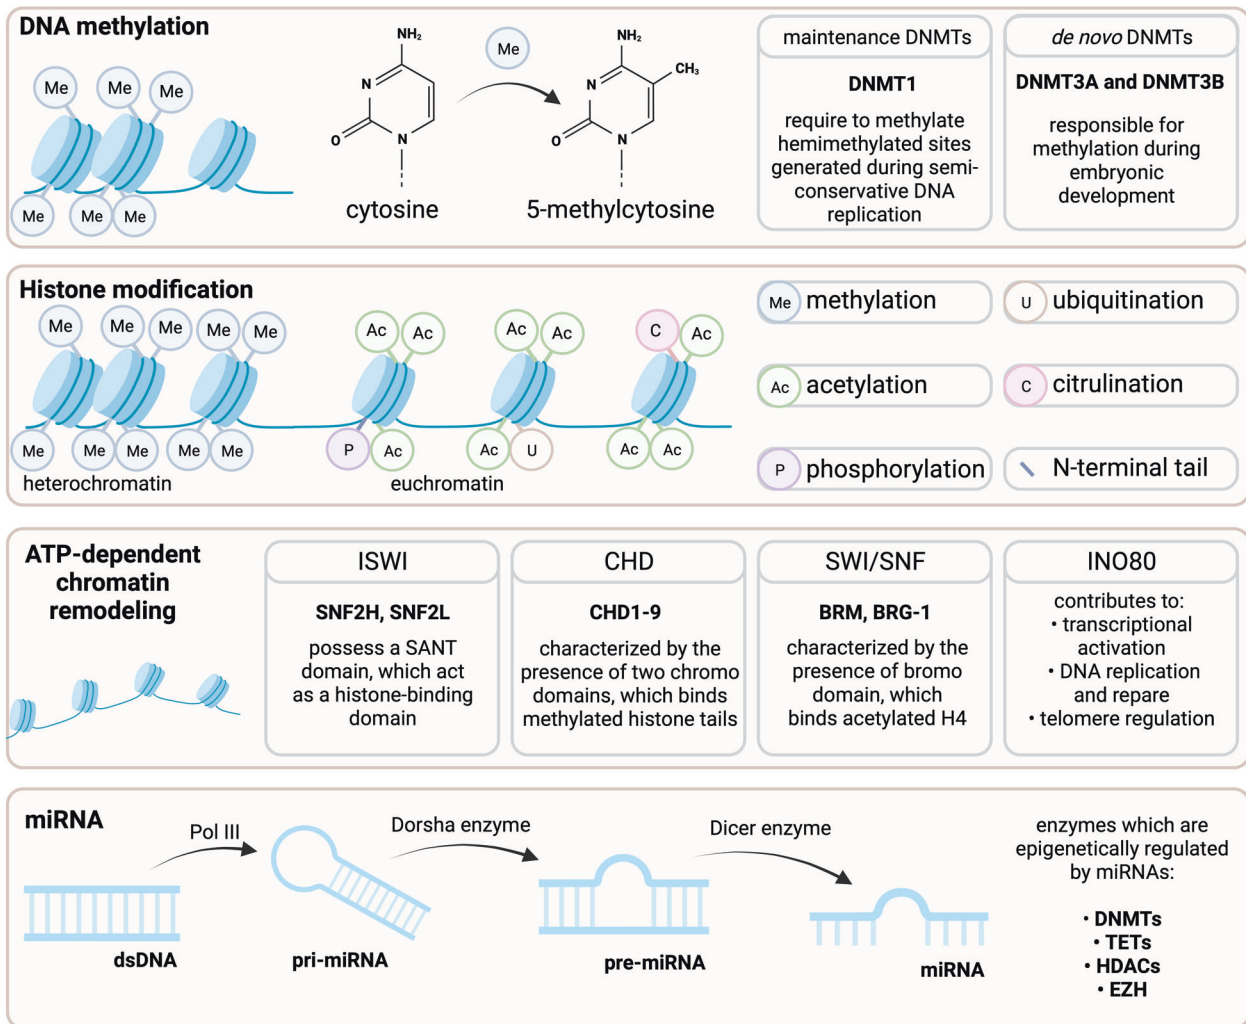 DNA methylation
Me
Me
Me
Me
Me
Me
NH₂
N
O
N
cytosine
Me
NH₂
CH₃
N
O
N
5-methylcytosine
maintenance DNMTs
DNMT1
require to methylate
hemimethylated sites
generated during semi-
conservative DNA
replication
de novo DNMTs
DNMT3A and DNMT3B
responsible for
methylation during
embryonic
development
Histone modification
Me
Me
Me
Me
Me
Me
Me
Me
Me
Me
heterochromatin
Ac
Ac
Ac
Ac
C
Ac
P
Ac
Ac
U
Ac
Ac
euchromatin
Me methylation
U ubiquitination
Ac acetylation
C citrulination
P phosphorylation
N-terminal tail
ATP-dependent
chromatin
remodeling
ISWI
SNF2H, SNF2L
possess a SANT
domain, which act
as a histone-binding
domain
CHD
CHD1-9
characterized by the
presence of two chromo
domains, which binds
methylated histone tails
SWI/SNF
BRM, BRG-1
characterized by the
presence of bromo
domain, which
binds acetylated H4
INO80
contributes to:
• transcriptional
activation
• DNA replication
and repare
• telomere regulation
miRNA
Pol III
Dorsha enzyme
Dicer enzyme
dsDNA
pri-miRNA
pre-miRNA
miRNA
enzymes which are
epigenetically regulated
by miRNAs:
• DNMTs
• TETs
• HDACs
• EZH